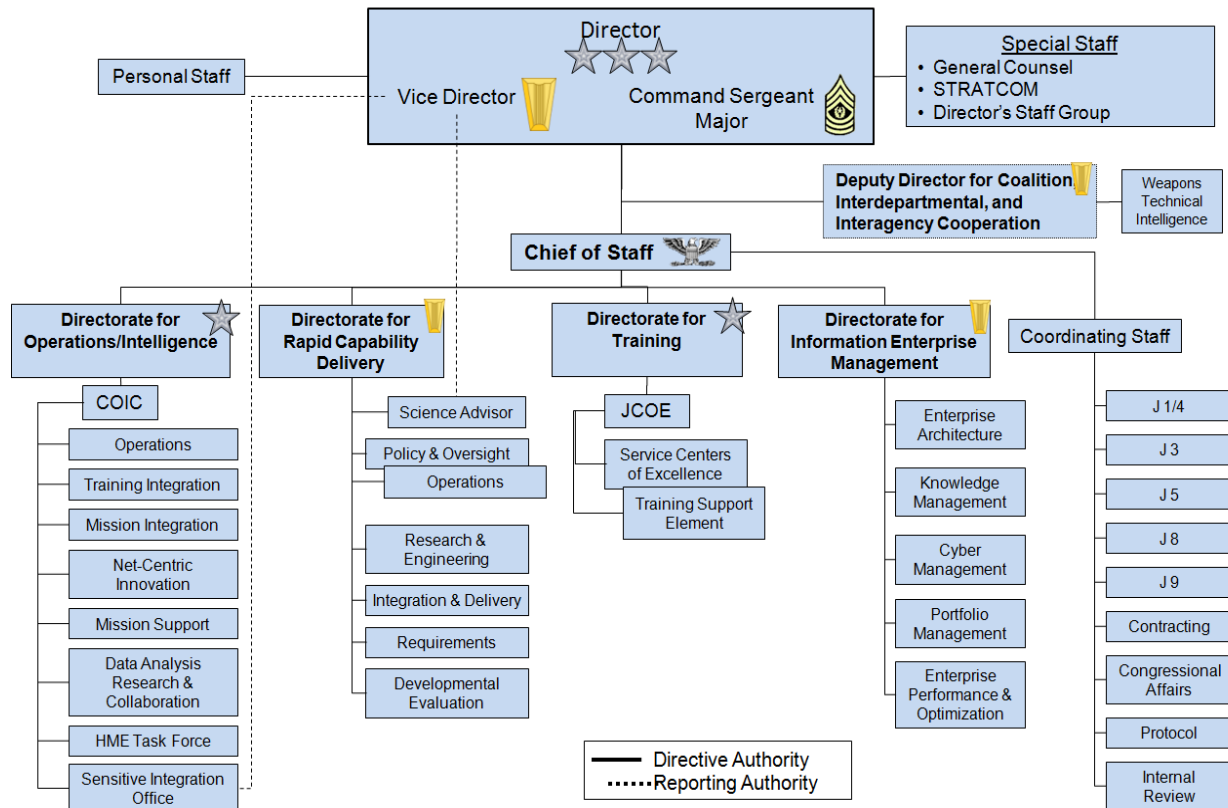 Director
Personal Staff
Vice Director
Command Sergeant
Major
Special Staff
• General Counsel
• STRATCOM
• Director's Staff Group
Deputy Director for Coalition,
Interdepartmental, and
Interagency Cooperation
Weapons
Technical
Intelligence
Chief of Staff
Directorate for
Operations/Intelligence
COIC
Operations
Training Integration
Mission Integration
Net-Centric
Innovation
Mission Support
Data Analysis
Research &
Collaboration
HME Task Force
Sensitive Integration
Office
Directorate for
Rapid Capability
Delivery
Science Advisor
Policy & Oversight
Operations
Research &
Engineering
Integration & Delivery
Requirements
Developmental
Evaluation
Directorate for
Training
JCOE
Service Centers
of Excellence
Training Support
Element
Directorate for
Information Enterprise
Management
Enterprise
Architecture
Knowledge
Management
Cyber
Management
Portfolio
Management
Enterprise
Performance &
Optimization
Coordinating Staff
J 1/4
J 3
J 5
J 8
J 9
Contracting
Congressional
Affairs
Protocol
Internal
Review
Directive Authority
Reporting Authority